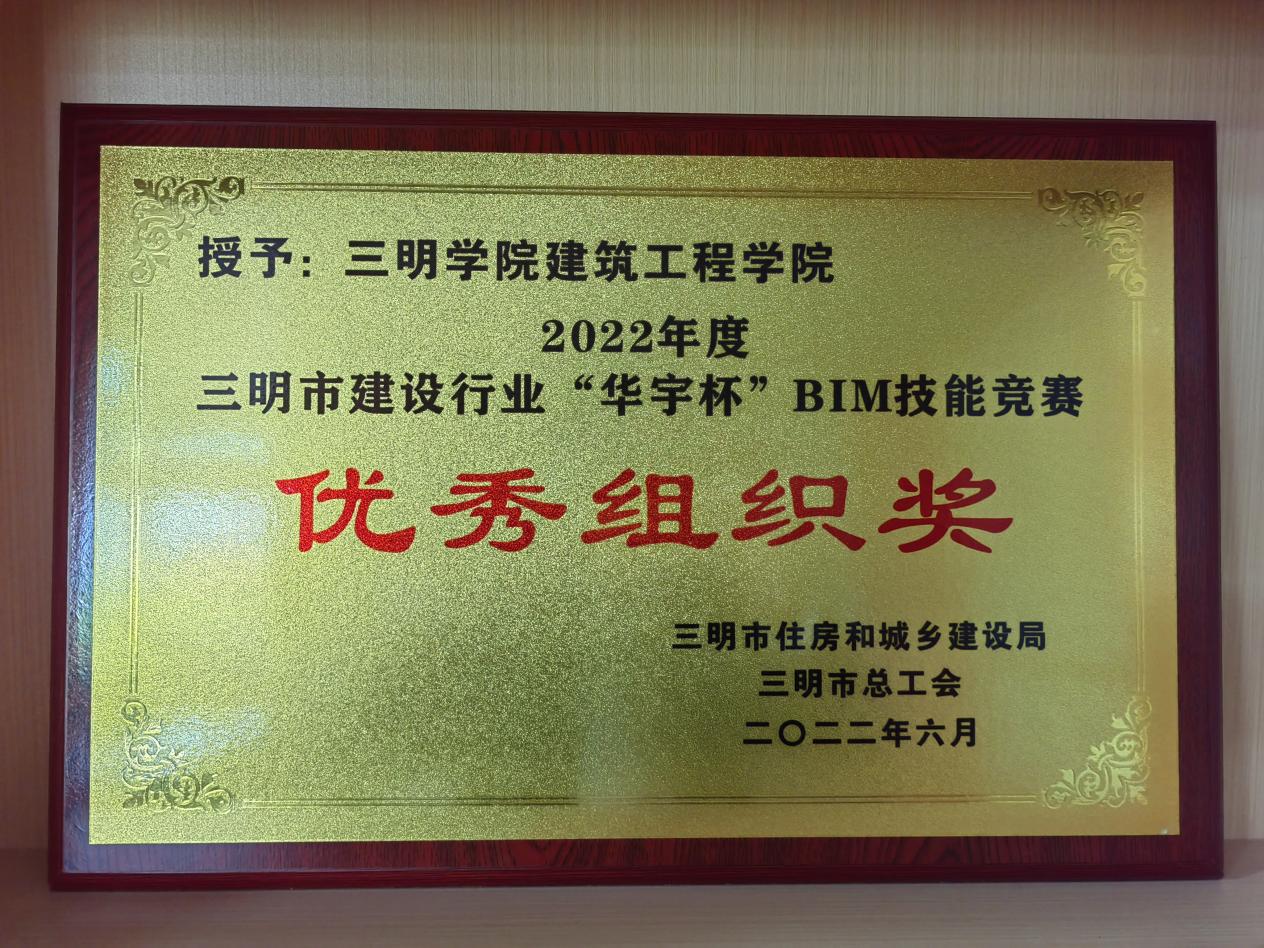 授予：三明学院建筑工程学院
2022年度
三明市建设行业“华宇杯”BIM技能竞赛
优秀组织奖
三明市住房和城乡建设局
三明市总工会
二〇二二年六月